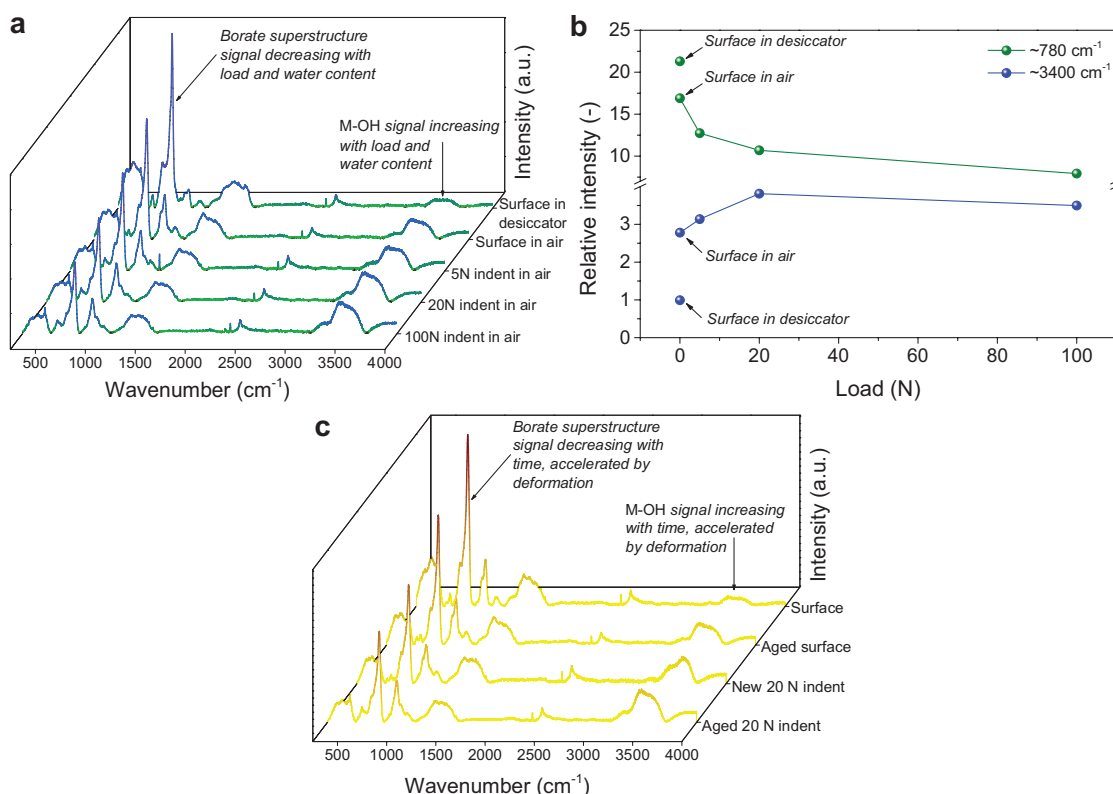 a
Borate superstructure
signal decreasing with
load and water content
M-OH signal increasing
with load and
water content
Intensity (a.u.)
Surface in
desiccator
Surface in air
5N indent in air
20N indent in air
100N indent in air
500 1000 1500 2000 2500 3000 3500 4000
Wavenumber (cm⁻¹)
b
25
20
15
10
3
2
1
0
Relative intensity (-)
Surface in desiccator
Surface in air
~780 cm⁻¹
~3400 cm⁻¹
Surface in air
Surface in desiccator
0 20 40 60 80 100
Load (N)
c
Borate superstructure
signal decreasing with
time, accelerated by
deformation
M-OH signal increasing
with time, accelerated
by deformation
Intensity (a.u.)
Surface
Aged surface
New 20 N indent
Aged 20 N indent
500 1000 1500 2000 2500 3000 3500 4000
Wavenumber (cm⁻¹)